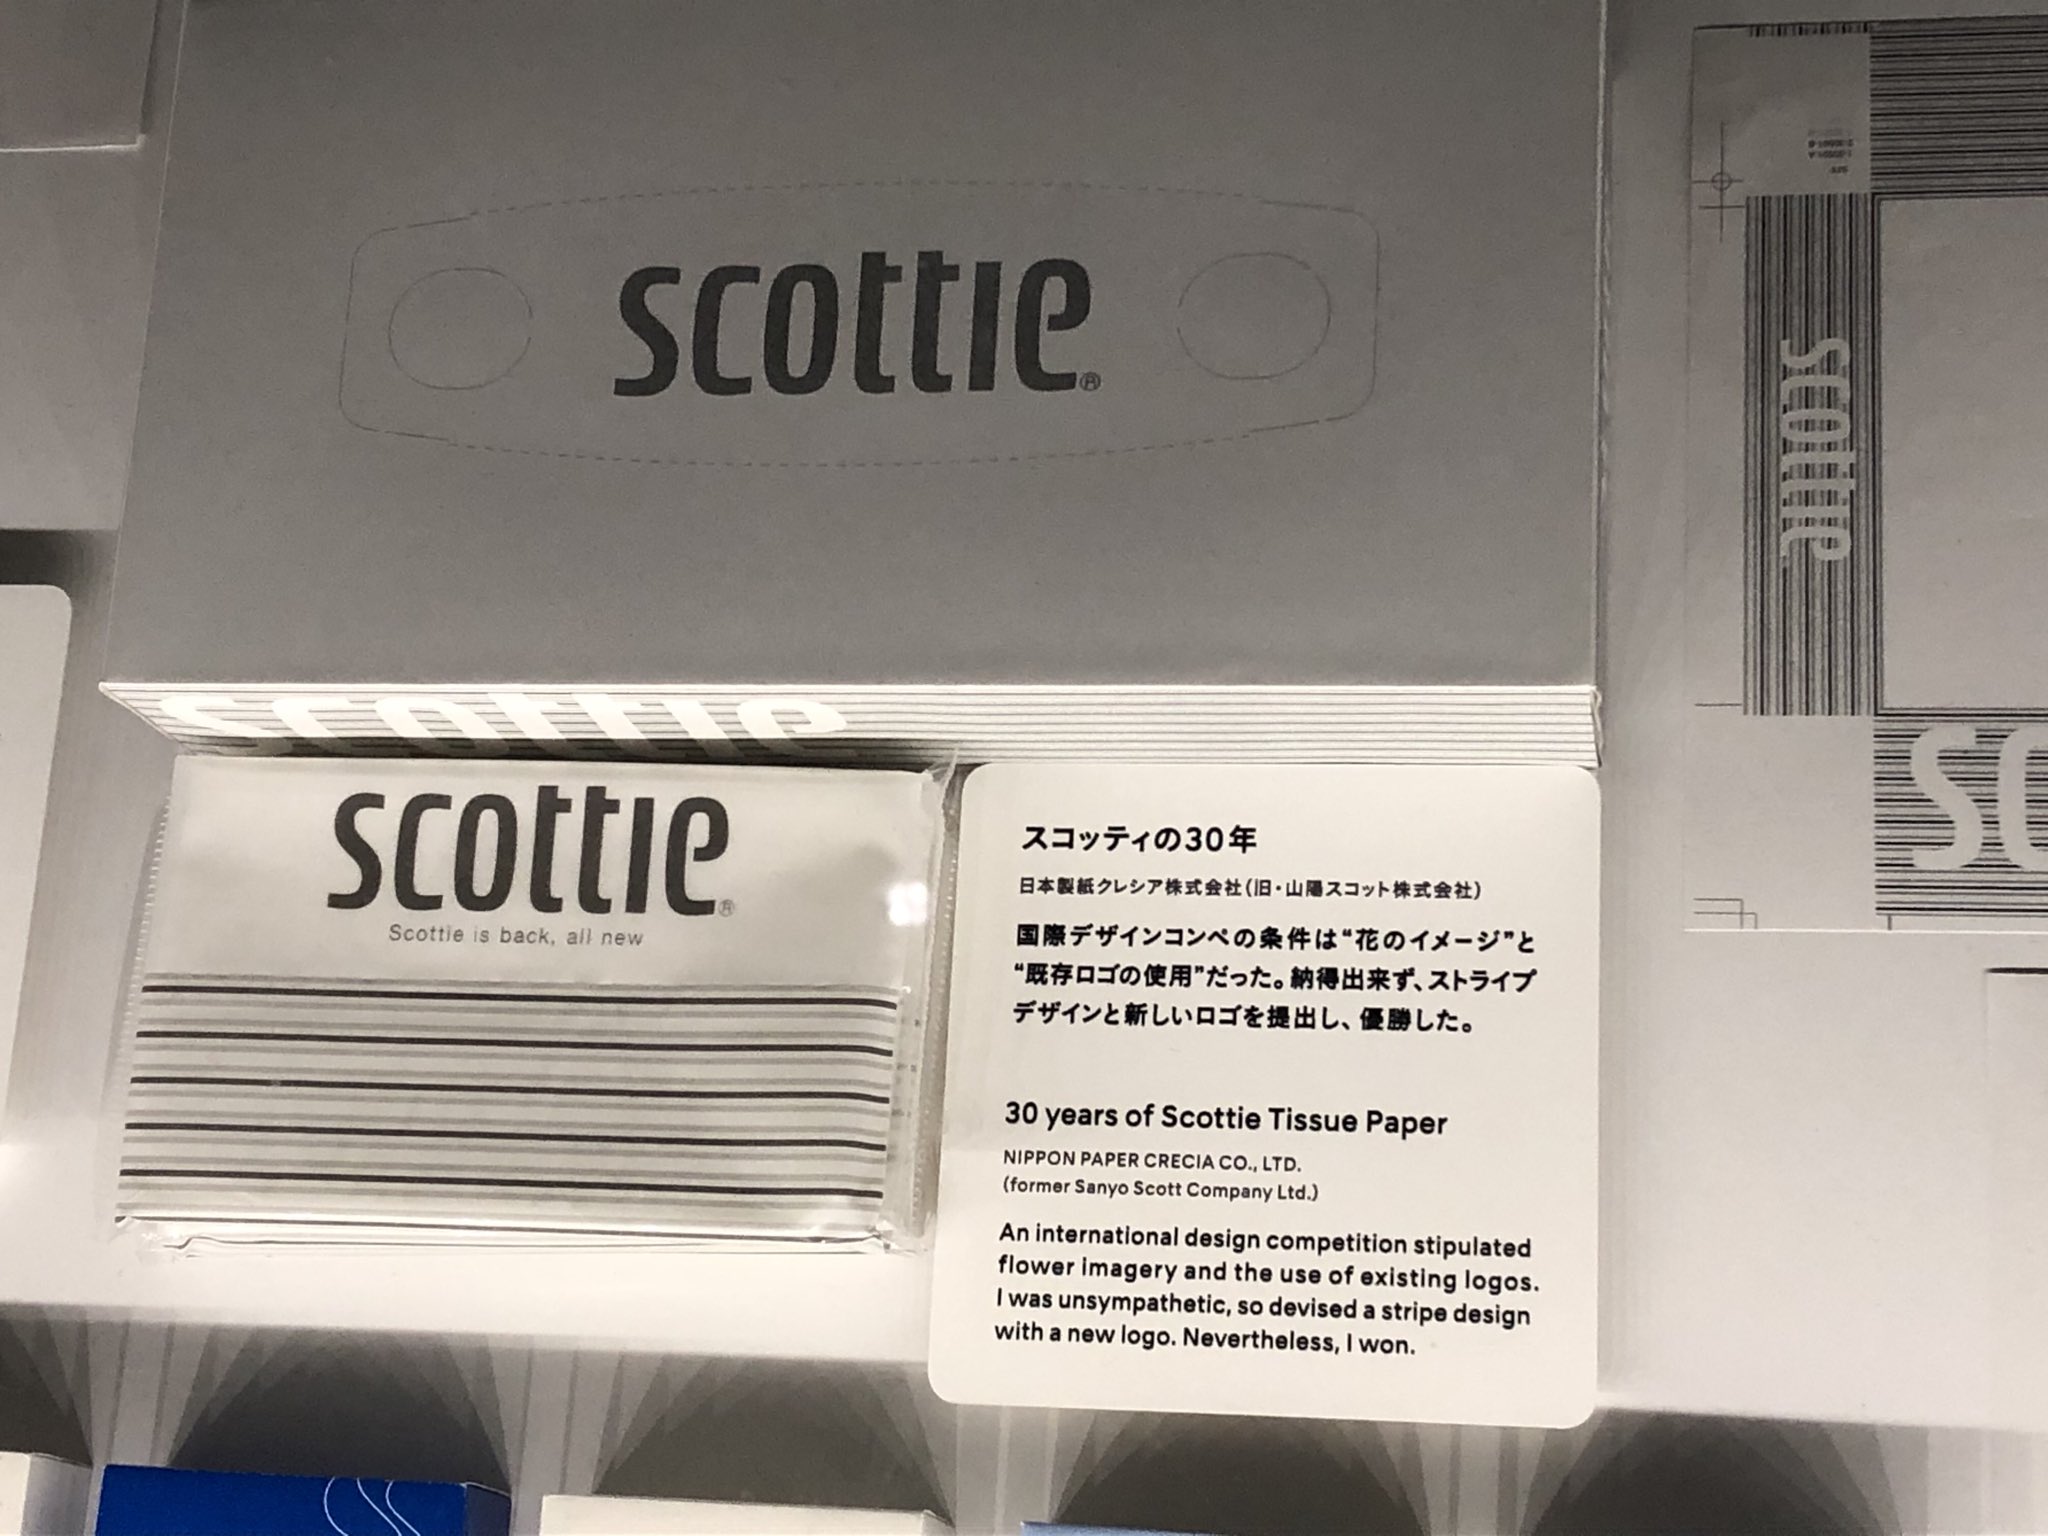 scottie®
scottie
scottie®
Scottie is back, all new
スコッティの30年
日本製紙クレシア株式会社(旧・山陽スコット株式会社)
国際デザインコンペの条件は“花のイメージ”と
“既存ロゴの使用”だった。納得出来ず、ストライプ
デザインと新しいロゴを提出し、優勝した。
30 years of Scottie Tissue Paper
NIPPON PAPER CRECIA CO., LTD.
(former Sanyo Scott Company Ltd.)
An international design competition stipulated
flower imagery and the use of existing logos.
I was unsympathetic, so devised a stripe design
with a new logo. Nevertheless, I won.
scottie
sc